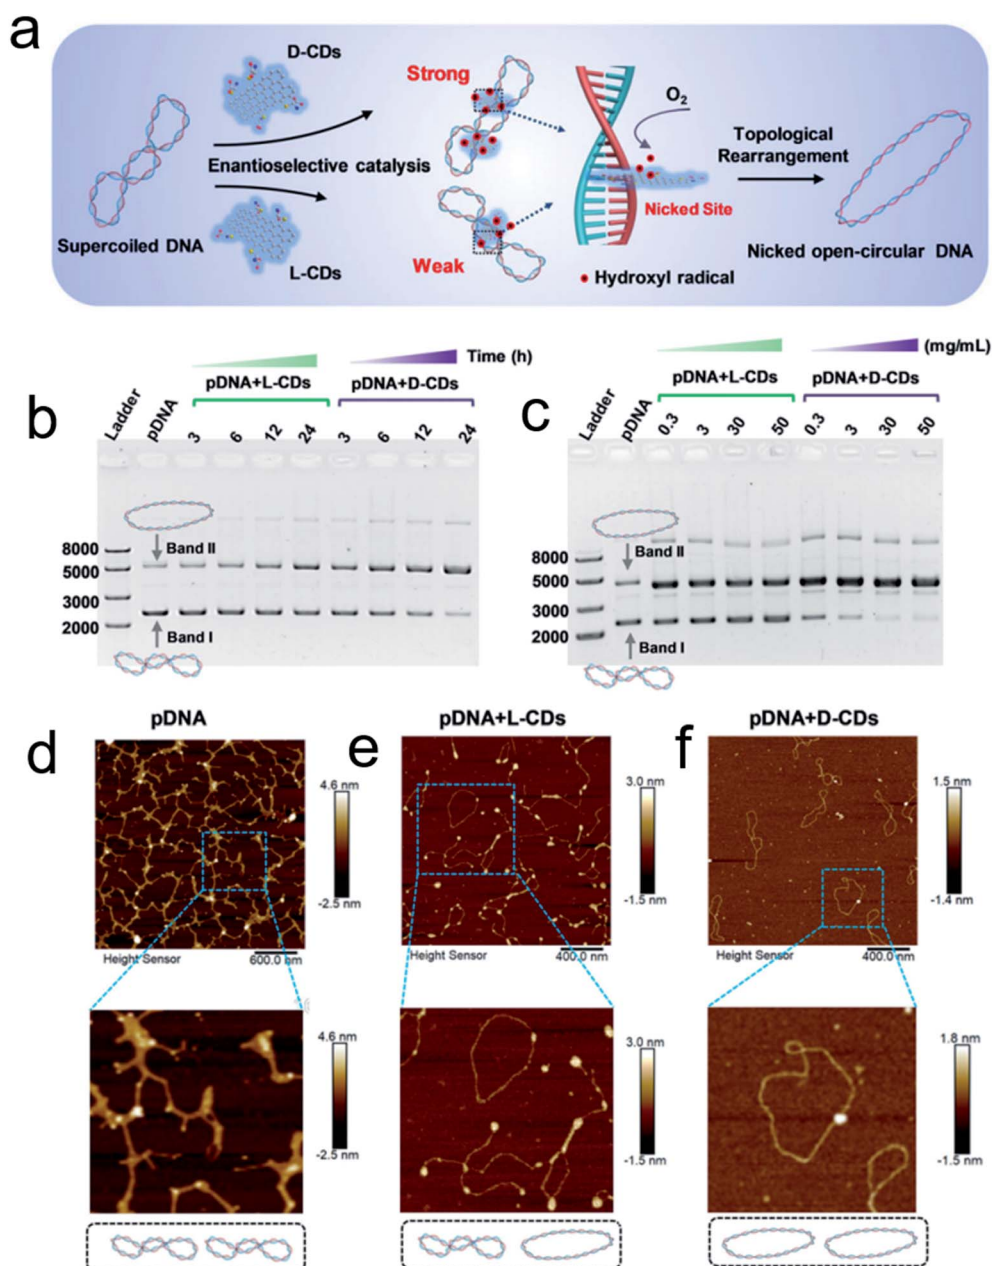 a
D-CDs
Strong
O2
Topological
Rearrangement
Enantioselective catalysis
Nicked Site
Supercoiled DNA
L-CDs
Weak
Hydroxyl radical
Nicked open-circular DNA
b
Time (h)
pDNA+L-CDs
pDNA+D-CDs
Ladder
pDNA
3
6
12
24
3
6
12
24
8000
5000
3000
2000
Band II
Band I
c
(mg/mL)
pDNA+L-CDs
pDNA+D-CDs
Ladder
pDNA
0.3
3
30
50
0.3
3
30
50
8000
5000
3000
2000
Band II
Band I
d
pDNA
4.6 nm
-2.5 nm
Height Sensor
600.0 nm
4.6 nm
-2.5 nm
e
pDNA+L-CDs
3.0 nm
-1.5 nm
Height Sensor
400.0 nm
3.0 nm
-1.5 nm
f
pDNA+D-CDs
1.5 nm
-1.4 nm
Height Sensor
400.0 nm
1.8 nm
-1.5 nm